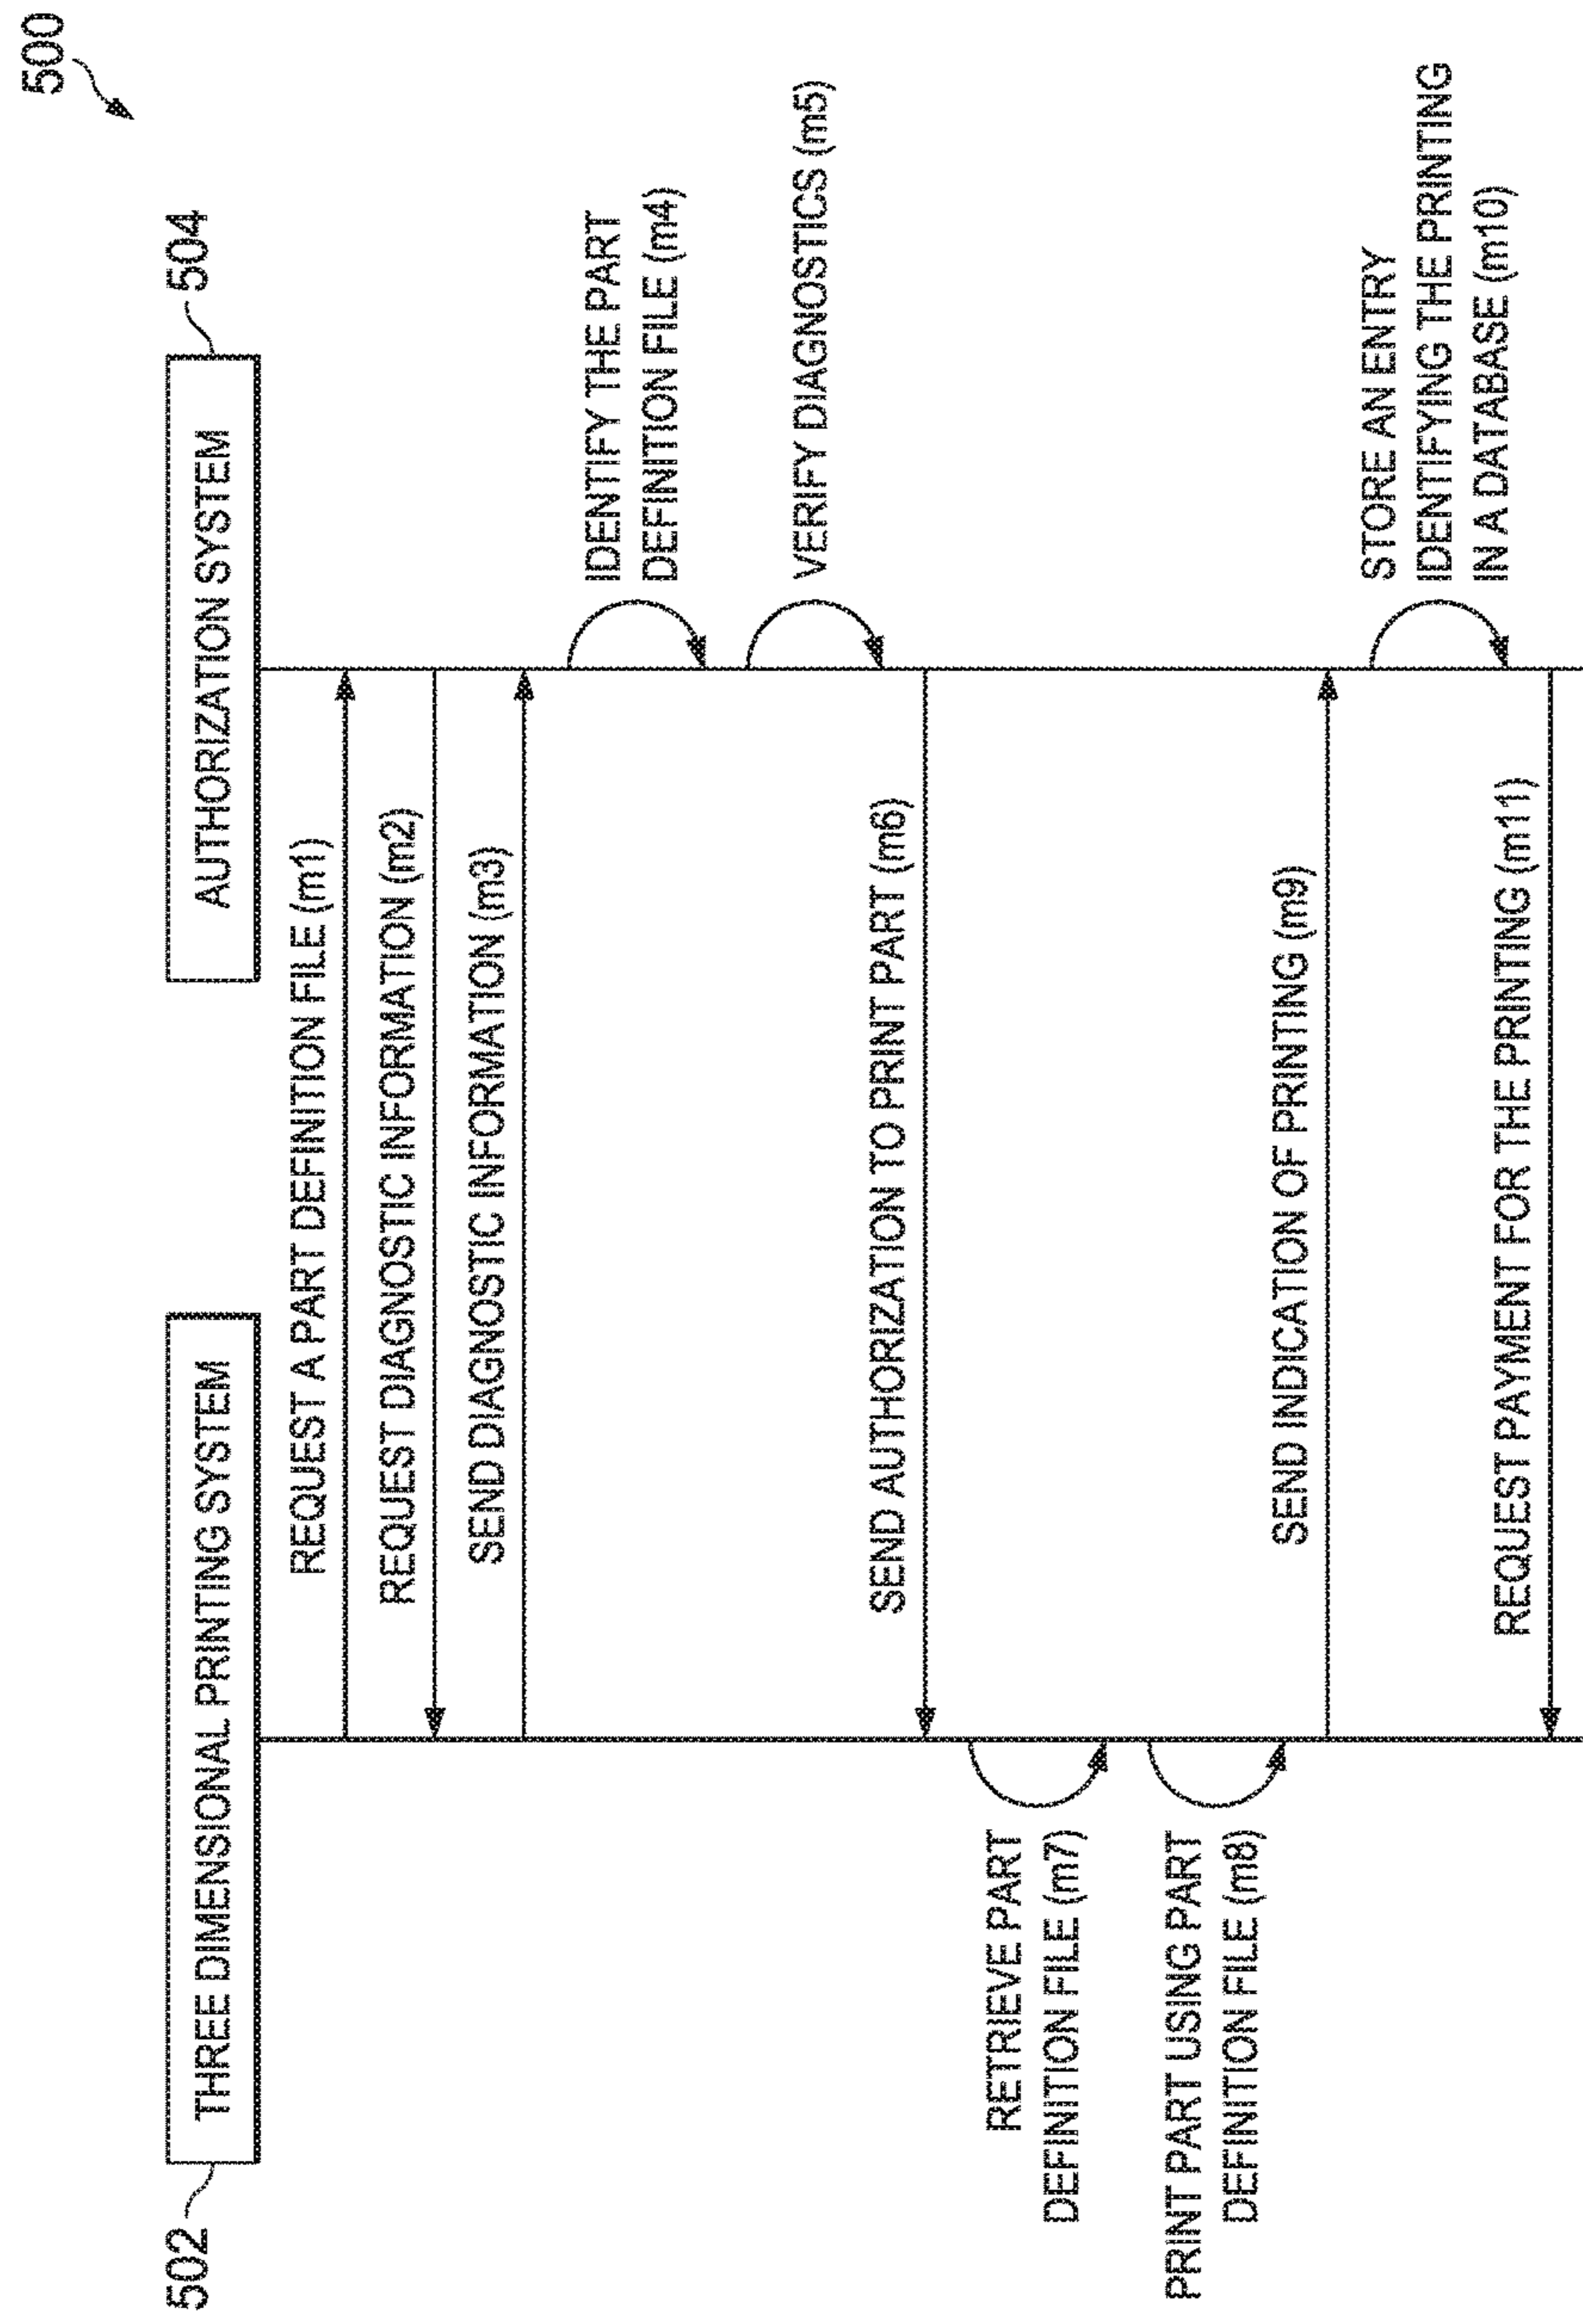 500
502
THREE DIMENSIONAL PRINTING SYSTEM
AUTHORIZATION SYSTEM
504
REQUEST A PART DEFINITION FILE (m1)
REQUEST DIAGNOSTIC INFORMATION (m2)
SEND DIAGNOSTIC INFORMATION (m3)
IDENTIFY THE PART
DEFINITION FILE (m4)
VERIFY DIAGNOSTICS (m5)
SEND AUTHORIZATION TO PRINT PART (m6)
RETRIEVE PART
DEFINITION FILE (m7)
PRINT PART USING PART
DEFINITION FILE (m8)
SEND INDICATION OF PRINTING (m9)
STORE AN ENTRY
IDENTIFYING THE PRINTING
IN A DATABASE (m10)
REQUEST PAYMENT FOR THE PRINTING (m11)